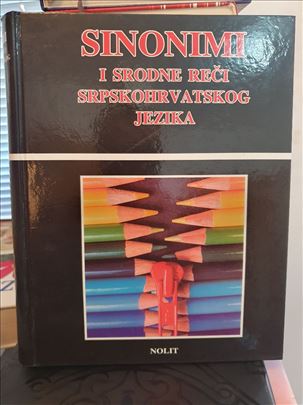 SINONIMI
I SRODNE REČI
SRPSKOHRVATSKOG
JEZIKA
NOLIT